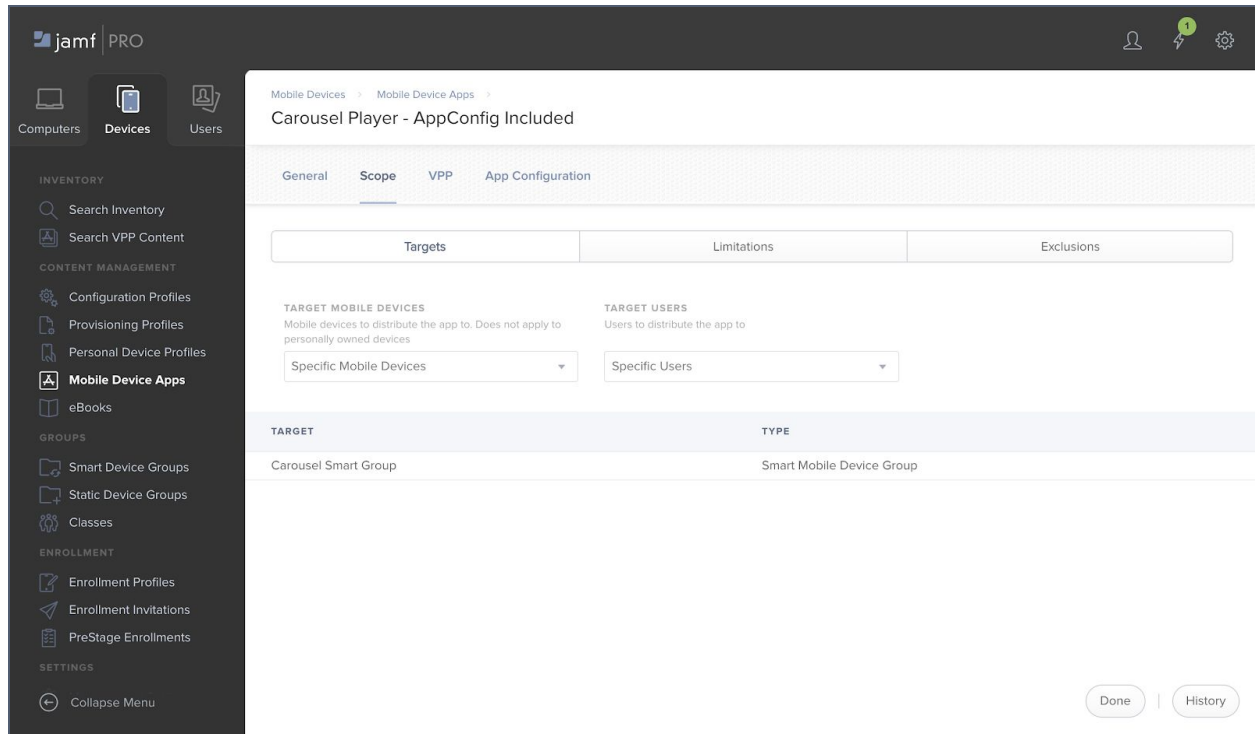 jamf PRO
1
Computers
Devices
Users
INVENTORY
Search Inventory
Search VPP Content
CONTENT MANAGEMENT
Configuration Profiles
Provisioning Profiles
Personal Device Profiles
Mobile Device Apps
eBooks
GROUPS
Smart Device Groups
Static Device Groups
Classes
ENROLLMENT
Enrollment Profiles
Enrollment Invitations
PreStage Enrollments
SETTINGS
Collapse Menu
Mobile Devices > Mobile Device Apps >
Carousel Player - AppConfig Included
General Scope VPP App Configuration
Targets Limitations Exclusions
TARGET MOBILE DEVICES
Mobile devices to distribute the app to. Does not apply to
personally owned devices
Specific Mobile Devices
TARGET USERS
Users to distribute the app to
Specific Users
TARGET TYPE
Carousel Smart Group Smart Mobile Device Group
Done | History